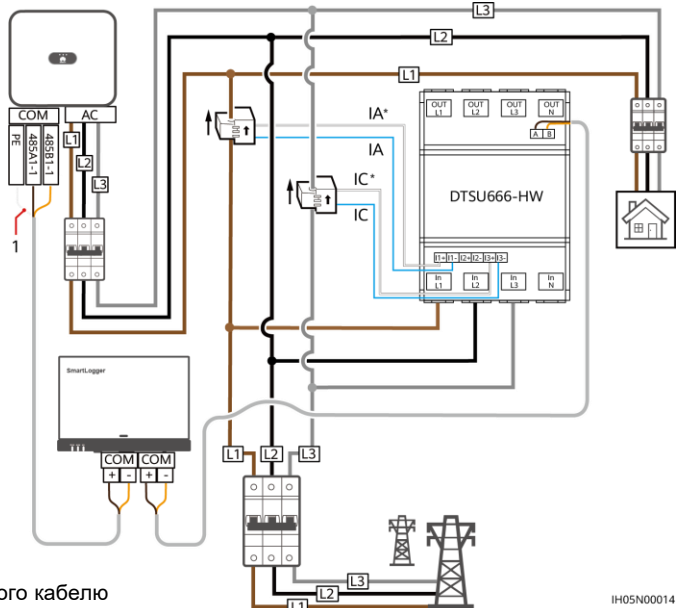 L3
L2
L1
COM
AC
PE
485A1-1
485B1-1
L1
L2
L3
1
IA*
IA
IC*
IC
OUT L1
OUT L2
OUT L3
OUT N
A B
DTSU666-HW
I1+ I1- I2+ I2- I3+ I3-
In L1
In L2
In L3
In N
SmartLogger
COM COM
+ - + -
L1 L2 L3
L3
L2
L1
ого кабелю
IH05N00014